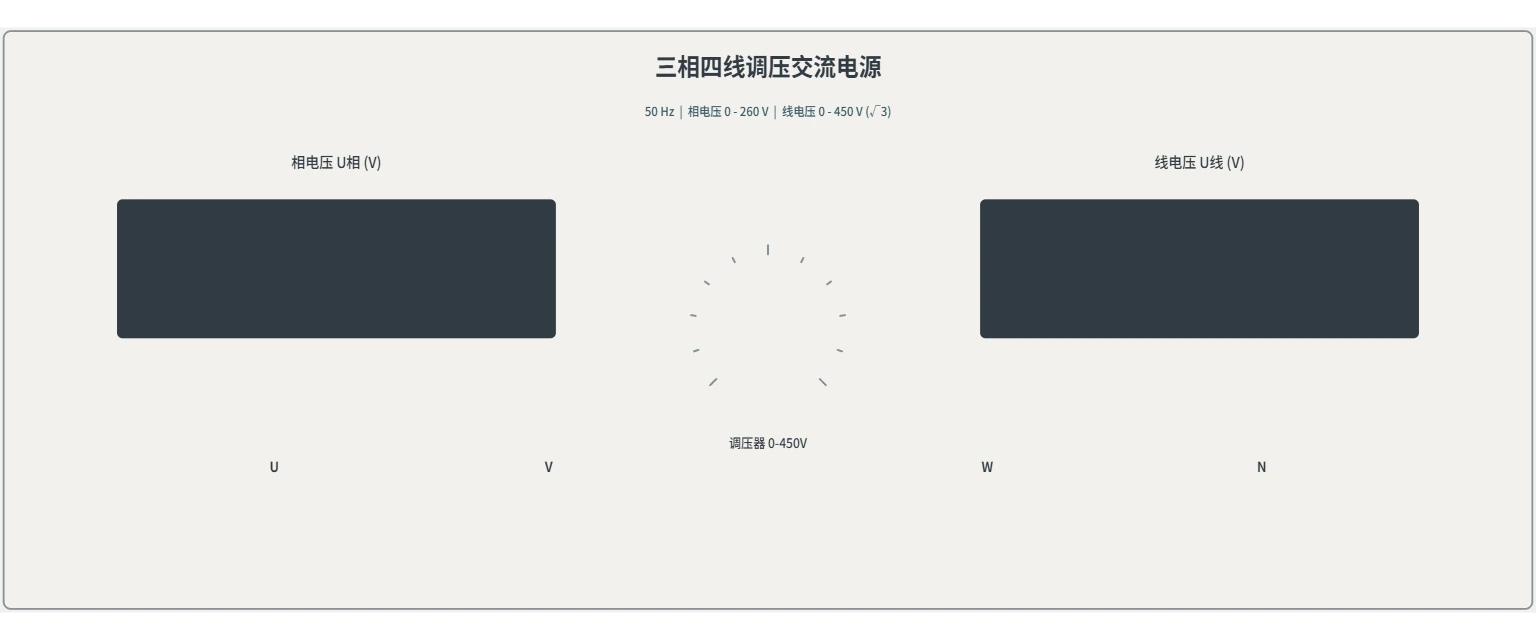 三相四线调压交流电源
50 Hz | 相电压 0 - 260 V | 线电压 0 - 450 V (√3)
相电压 U相 (V)
线电压 U线 (V)
调压器 0-450V
U
V
W
N